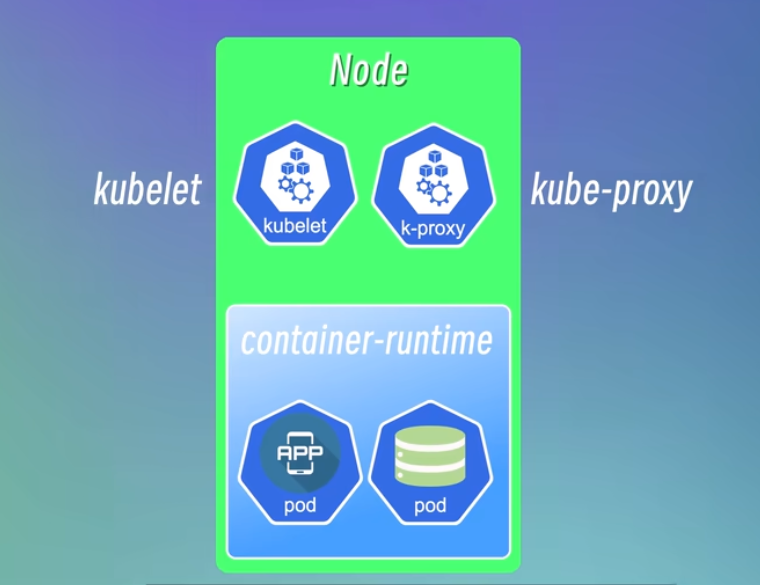 Node
kubelet
kubelet
k-proxy
kube-proxy
container-runtime
APP
pod
pod